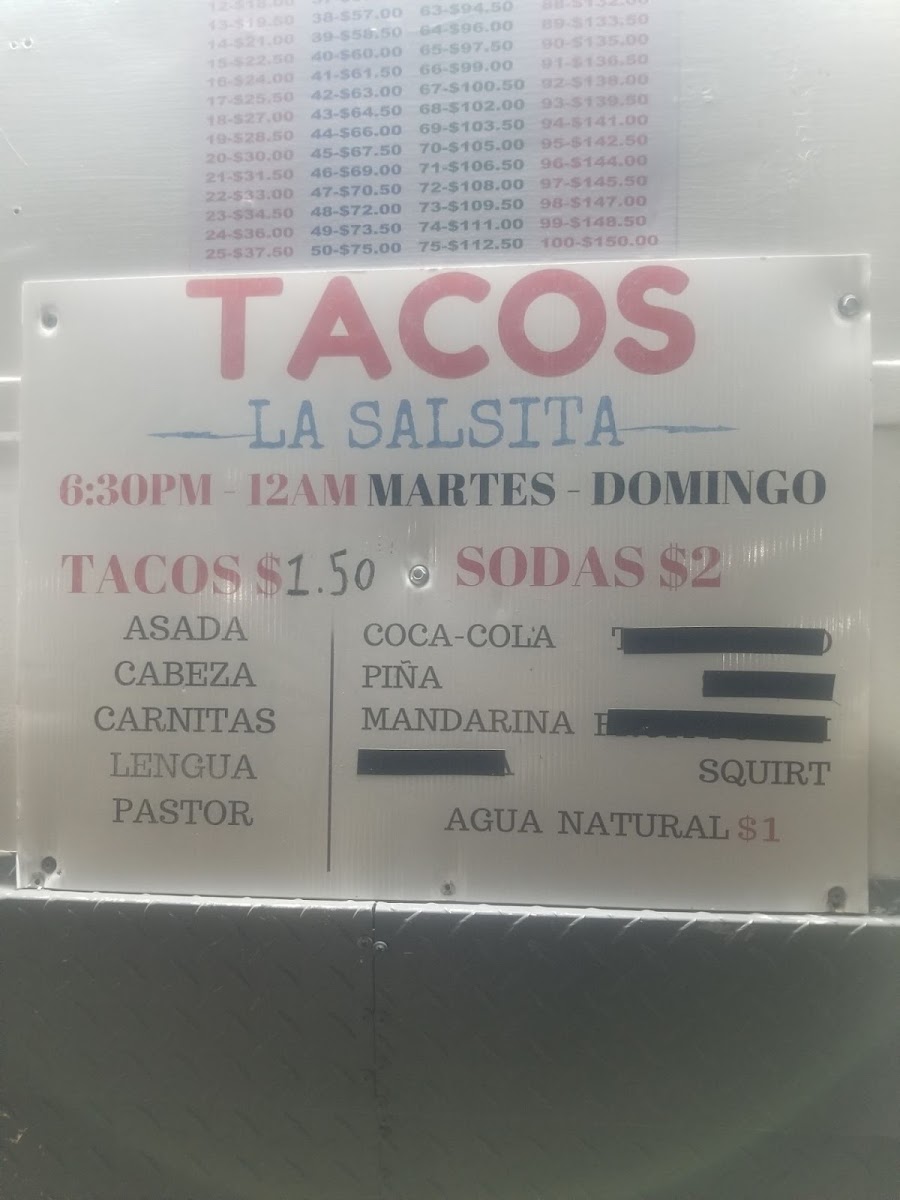 12-$18.00 63-$94.50 88-$132.00
13-$19.50 38-$57.00 64-$96.00 89-$133.50
14-$21.00 39-$58.50 65-$97.50 90-$135.00
15-$22.50 40-$60.00 66-$99.00 91-$136.50
16-$24.00 41-$61.50 67-$100.50 92-$138.00
17-$25.50 42-$63.00 68-$102.00 93-$139.50
18-$27.00 43-$64.50 69-$103.50 94-$141.00
19-$28.50 44-$66.00 70-$105.00 95-$142.50
20-$30.00 45-$67.50 71-$106.50 96-$144.00
21-$31.50 46-$69.00 72-$108.00 97-$145.50
22-$33.00 47-$70.50 73-$109.50 98-$147.00
23-$34.50 48-$72.00 74-$111.00 99-$148.50
24-$36.00 49-$73.50 75-$112.50 100-$150.00
25-$37.50 50-$75.00
TACOS
LA SALSITA
6:30PM - 12AM MARTES - DOMINGO
TACOS $1.50
ASADA
CABEZA
CARNITAS
LENGUA
PASTOR
SODAS $2
COCA-COLA
PIÑA
MANDARINA
SQUIRT
AGUA NATURAL $1